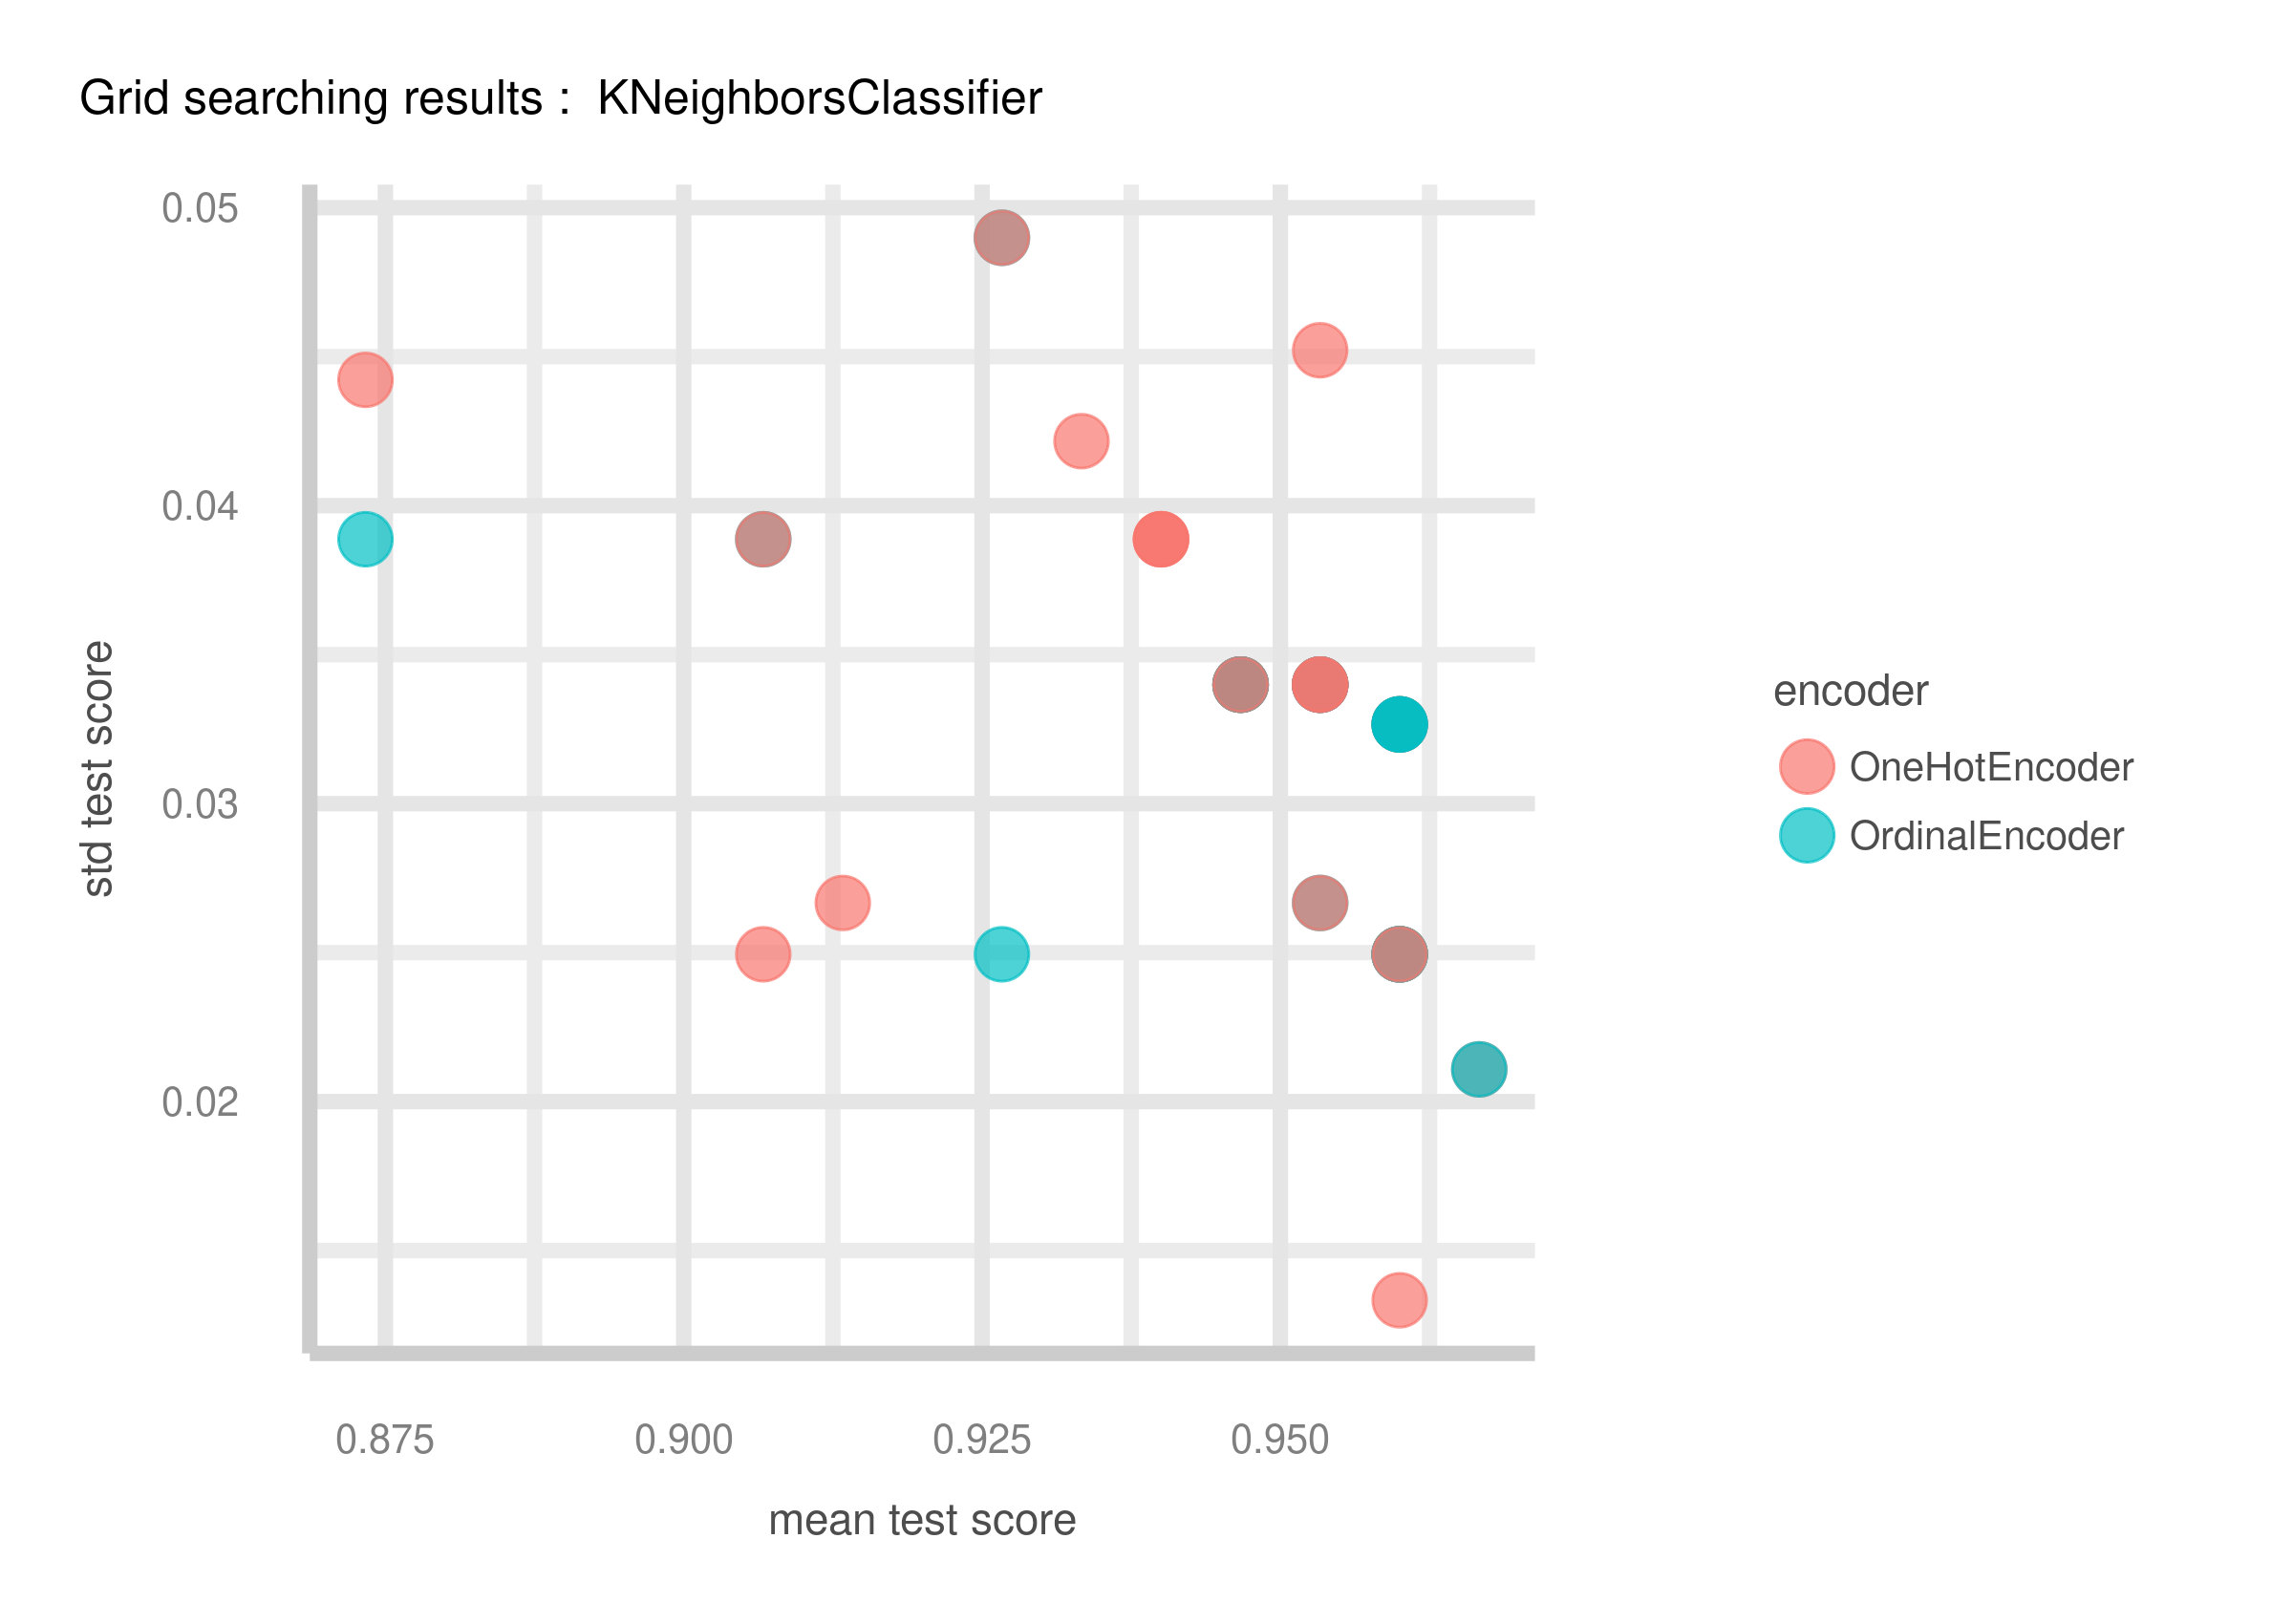 Grid searching results :  KNeighborsClassifier
0.05
0.04
0.03
0.02
std test score
0.875
0.900
0.925
0.950
mean test score
encoder
OneHotEncoder
OrdinalEncoder